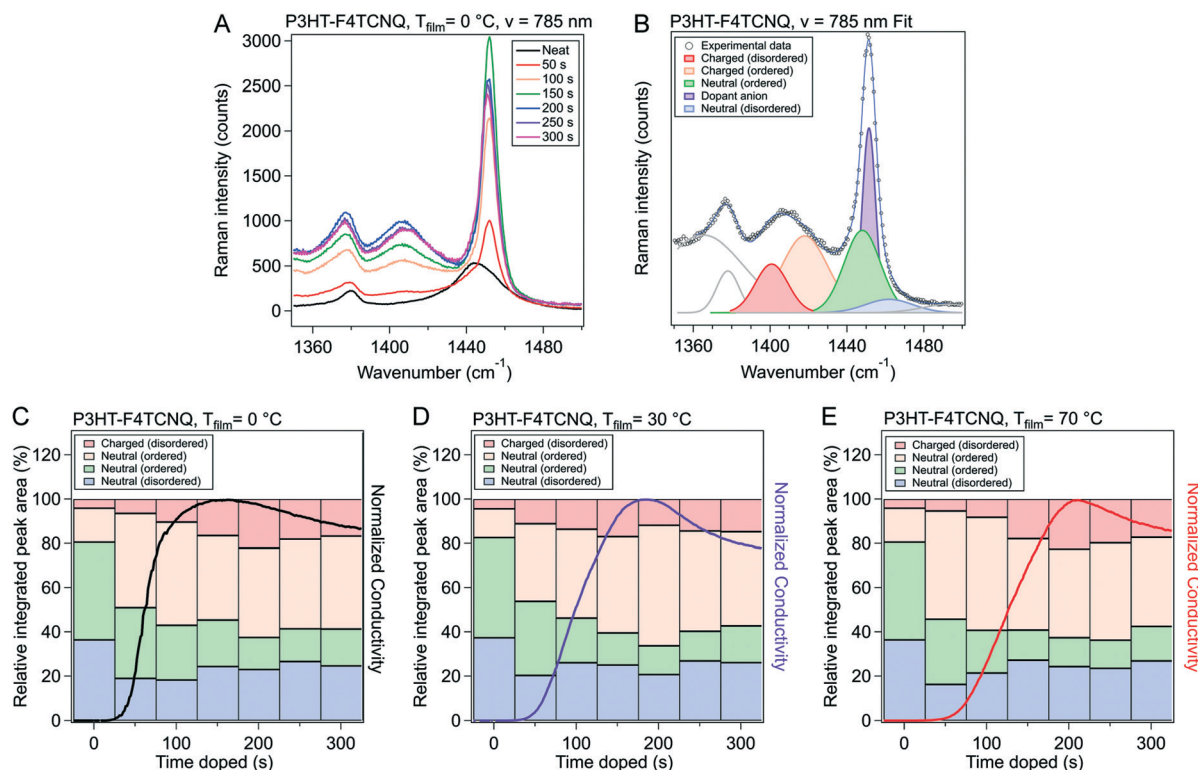 A
P3HT-F4TCNQ, Tfilm= 0 °C, v = 785 nm
Raman intensity (counts)
3000
2500
2000
1500
1000
500
0
Neat
50 s
100 s
150 s
200 s
250 s
300 s
1360
1400
1440
1480
Wavenumber (cm-1)
B
P3HT-F4TCNQ, v = 785 nm Fit
Raman intensity (counts)
Experimental data
Charged (disordered)
Charged (ordered)
Neutral (ordered)
Dopant anion
Neutral (disordered)
1360
1400
1440
1480
Wavenumber (cm-1)
C
P3HT-F4TCNQ, Tfilm= 0 °C
Relative integrated peak area (%)
120
100
80
60
40
20
0
Charged (disordered)
Neutral (ordered)
Neutral (ordered)
Neutral (disordered)
Normalized Conductivity
0
100
200
300
Time doped (s)
D
P3HT-F4TCNQ, Tfilm= 30 °C
Relative integrated peak area (%)
120
100
80
60
40
20
0
Charged (disordered)
Neutral (ordered)
Neutral (ordered)
Neutral (disordered)
Normalized Conductivity
0
100
200
300
Time doped (s)
E
P3HT-F4TCNQ, Tfilm= 70 °C
Relative integrated peak area (%)
120
100
80
60
40
20
0
Charged (disordered)
Neutral (ordered)
Neutral (ordered)
Neutral (disordered)
Normalized Conductivity
0
100
200
300
Time doped (s)